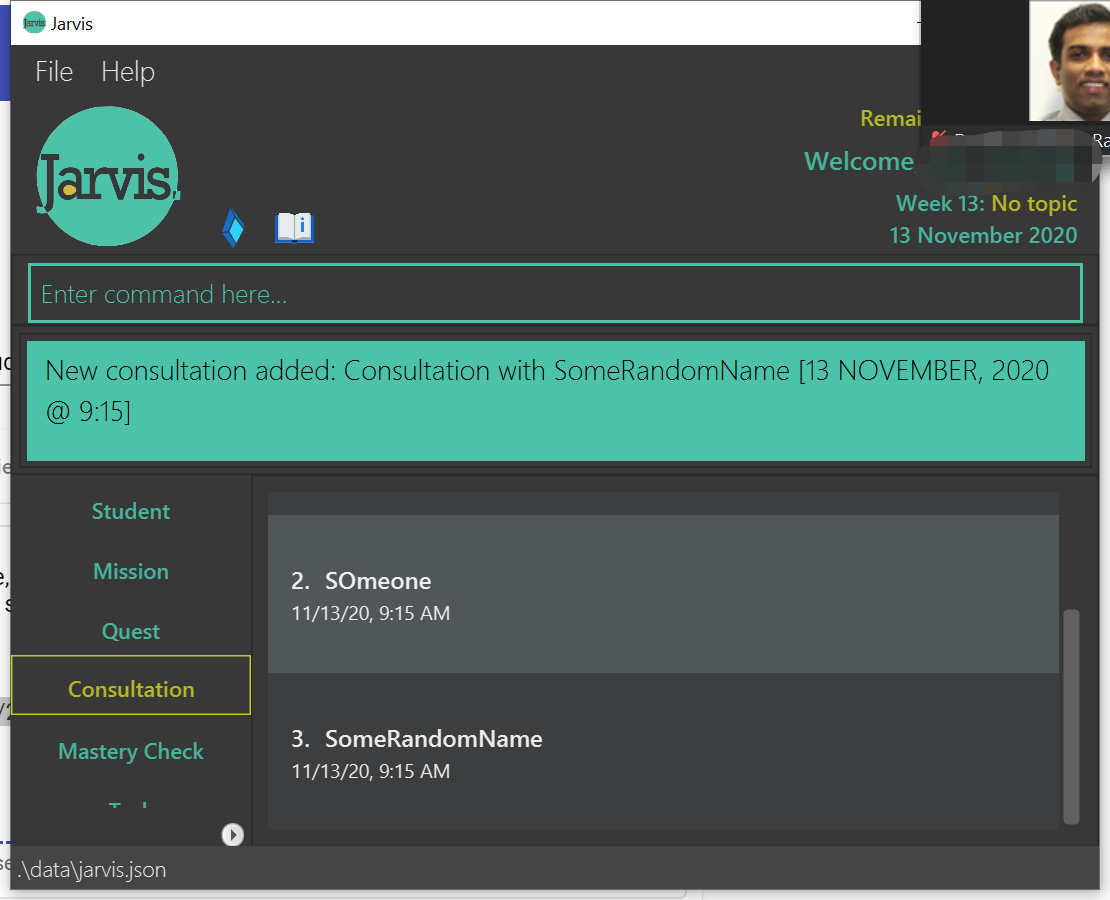 Jarvis
File Help
Jarvis.
Welcome
Week 13: No topic
13 November 2020
Enter command here...
New consultation added: Consultation with SomeRandomName [13 NOVEMBER, 2020
@ 9:15]
Student
Mission
Quest
Consultation
Mastery Check
2. SOmeone
11/13/20, 9:15 AM
3. SomeRandomName
11/13/20, 9:15 AM
.\data\jarvis.json